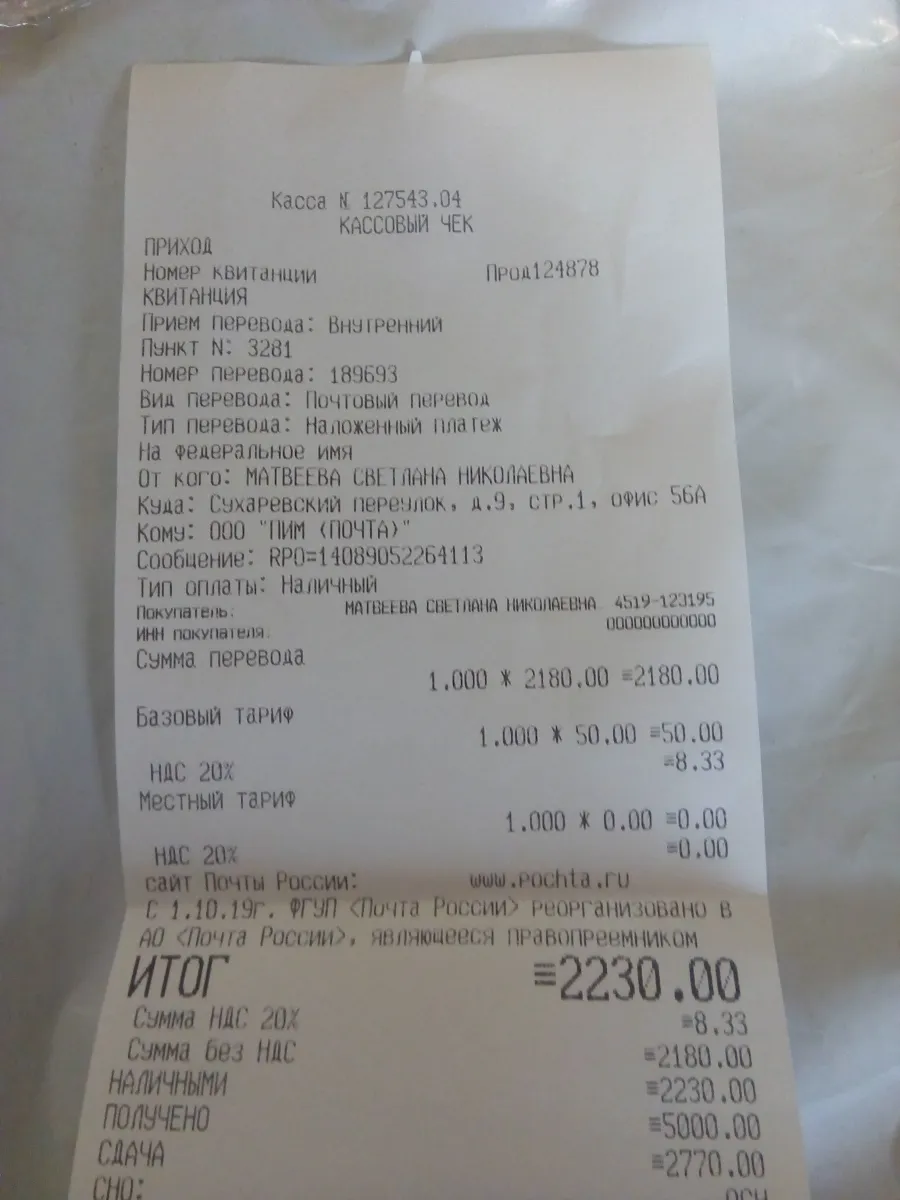 Касса № 127543.04
КАССОВЫЙ ЧЕК
ПРИХОД
Номер квитанции Прод124878
КВИТАНЦИЯ
Прием перевода: Внутренний
Пункт N: 3281
Номер перевода: 189693
Вид перевода: Почтовый перевод
Тип перевода: Наложенный платеж
На федеральное имя
От кого: МАТВЕЕВА СВЕТЛАНА НИКОЛАЕВНА
Куда: Сухаревский переулок, д.9, стр.1, офис 56А
Кому: ООО "ПИМ (ПОЧТА)"
Сообщение: RPO=14089052264113
Тип оплаты: Наличный
Покупатель: МАТВЕЕВА СВЕТЛАНА НИКОЛАЕВНА 4519-123195
ИНН покупателя: 000000000000
Сумма перевода
1.000 * 2180.00 ≡2180.00
Базовый тариф
1.000 * 50.00 ≡50.00
НДС 20% ≡8.33
Местный тариф
1.000 * 0.00 ≡0.00
НДС 20% ≡0.00
сайт Почты России: www.pochta.ru
С 1.10.19г. ФГУП <Почта России> реорганизовано в
АО <Почта России>, являющееся правопреемником
ИТОГ ≡2230.00
Сумма НДС 20% ≡8.33
Сумма без НДС ≡2180.00
НАЛИЧНЫМИ ≡2230.00
ПОЛУЧЕНО ≡5000.00
СДАЧА ≡2770.00
СНО: ОСН